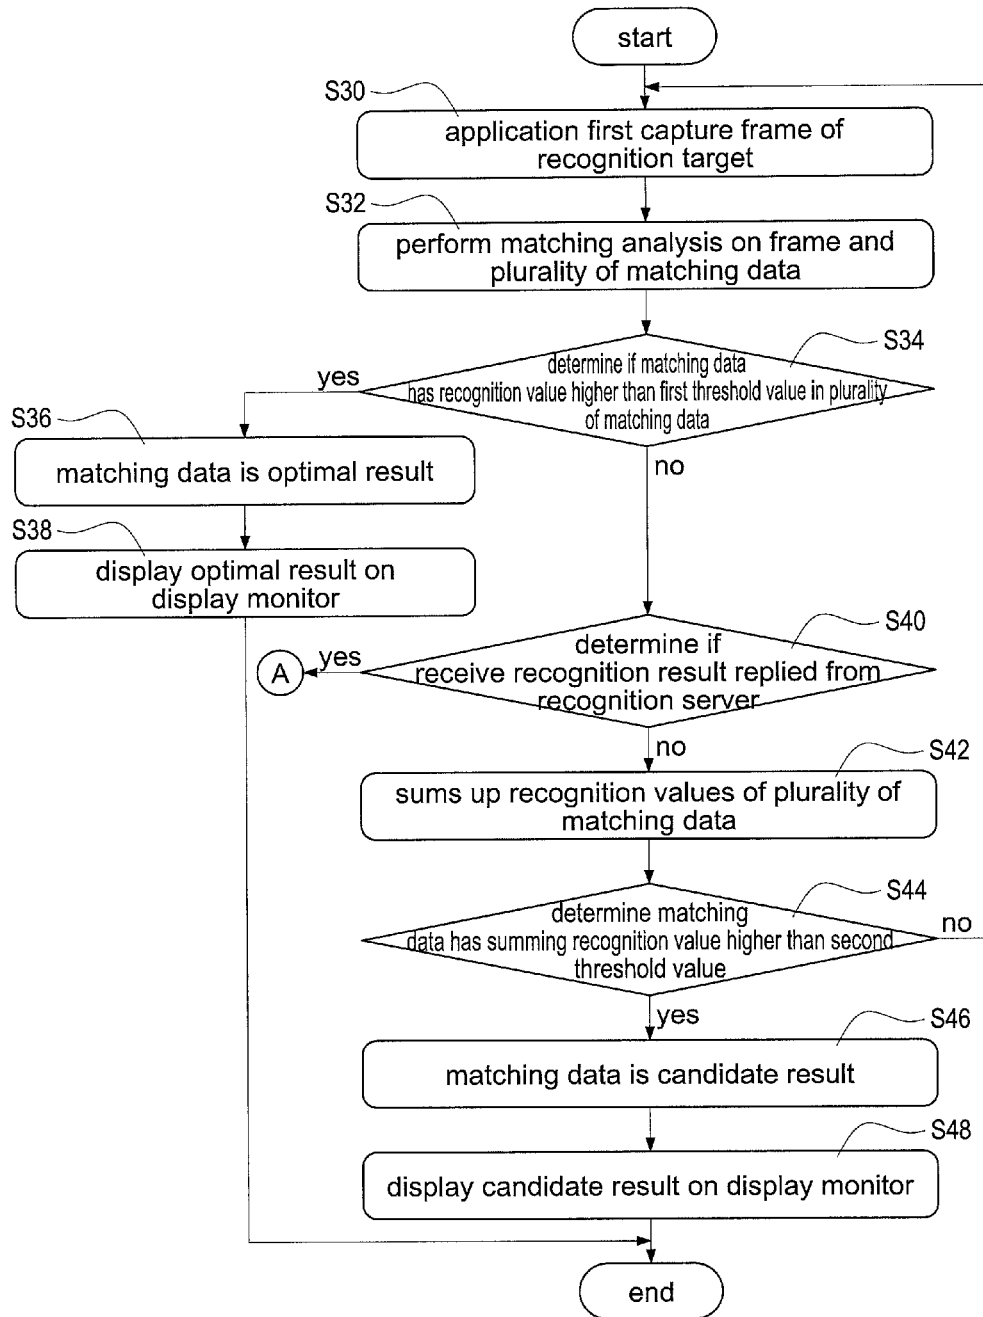 start
S30
application first capture frame of
recognition target
S32
perform matching analysis on frame and
plurality of matching data
S34
determine if matching data
has recognition value higher than first threshold value in plurality
of matching data
yes
no
S36
matching data is optimal result
S38
display optimal result on
display monitor
S40
determine if
receive recognition result replied from
recognition server
yes
A
no
S42
sums up recognition values of plurality of
matching data
S44
determine matching
data has summing recognition value higher than second
threshold value
no
yes
S46
matching data is candidate result
S48
display candidate result on display monitor
end